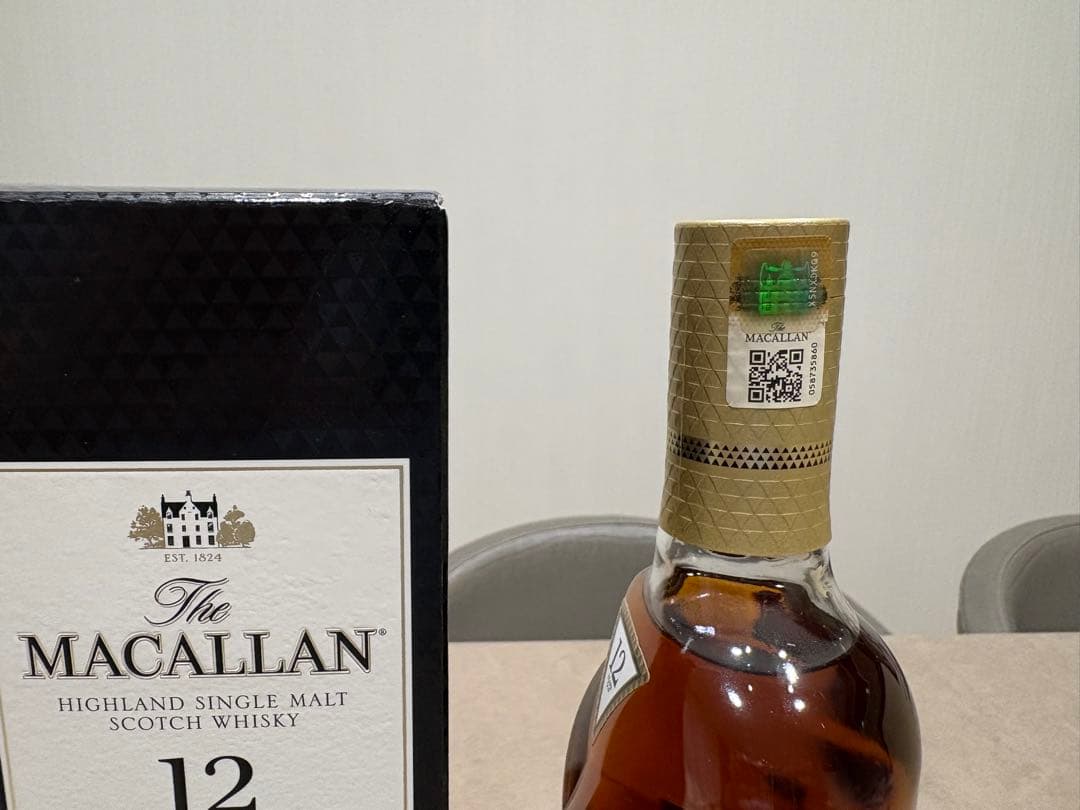 EST. 1824
The
MACALLAN®
HIGHLAND SINGLE MALT
SCOTCH WHISKY
12
The
MACALLAN
058735860
12